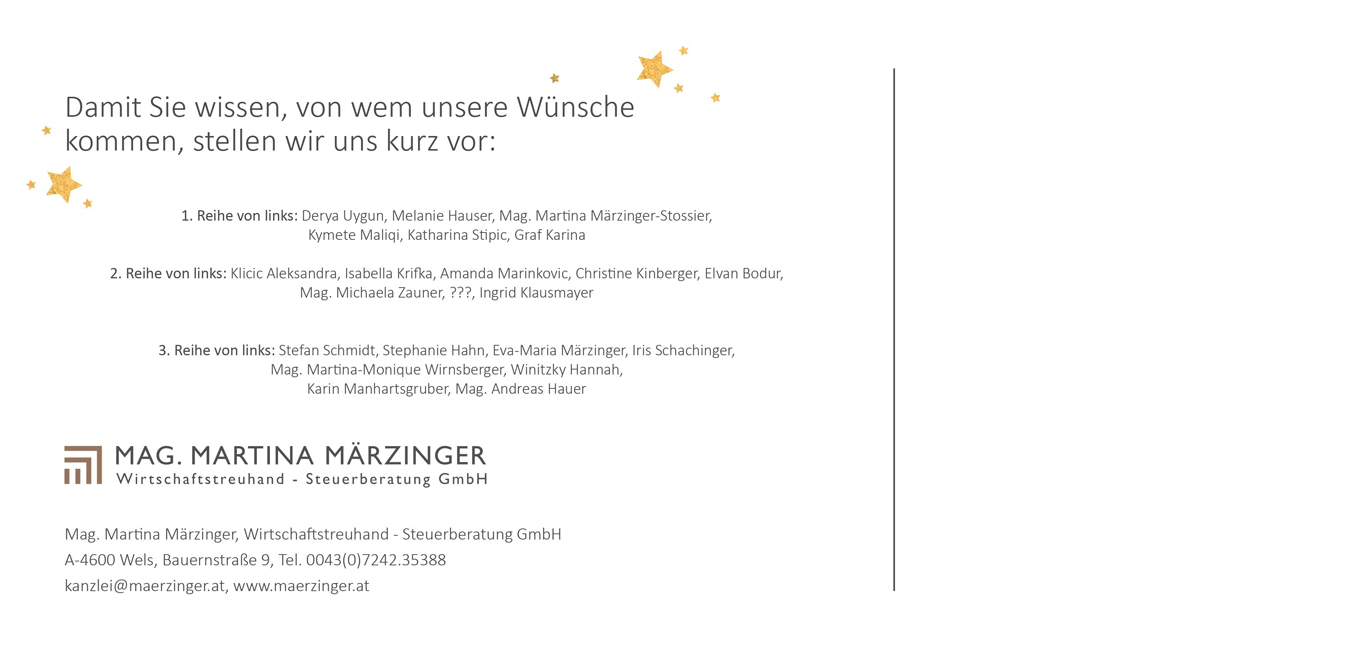 Damit Sie wissen, von wem unsere Wünsche
kommen, stellen wir uns kurz vor:
1. Reihe von links: Derya Uygun, Melanie Hauser, Mag. Martina Märzinger-Stossier,
Kymete Maliqi, Katharina Stipic, Graf Karina
2. Reihe von links: Klicic Aleksandra, Isabella Krifka, Amanda Marinkovic, Christine Kinberger, Elvan Bodur,
Mag. Michaela Zauner, ???, Ingrid Klausmayer
3. Reihe von links: Stefan Schmidt, Stephanie Hahn, Eva-Maria Märzinger, Iris Schachinger,
Mag. Martina-Monique Wirnsberger, Winitzky Hannah,
Karin Manhartsgruber, Mag. Andreas Hauer
MAG. MARTINA MÄRZINGER
Wirtschaftstreuhand - Steuerberatung GmbH
Mag. Martina Märzinger, Wirtschaftstreuhand - Steuerberatung GmbH
A-4600 Wels, Bauernstraße 9, Tel. 0043(0)7242.35388
kanzlei@maerzinger.at, www.maerzinger.at